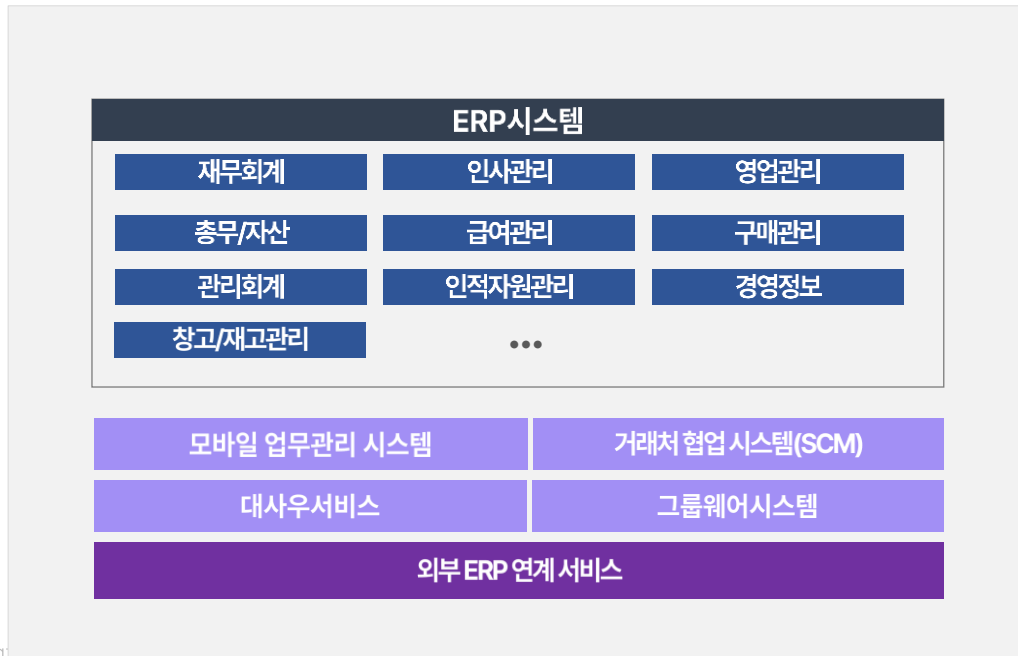 ERP시스템
재무회계 인사관리 영업관리
총무/자산 급여관리 구매관리
관리회계 인적자원관리 경영정보
창고/재고관리 •••
모바일 업무관리 시스템 거래처 협업 시스템(SCM)
대사우서비스 그룹웨어시스템
외부 ERP 연계 서비스